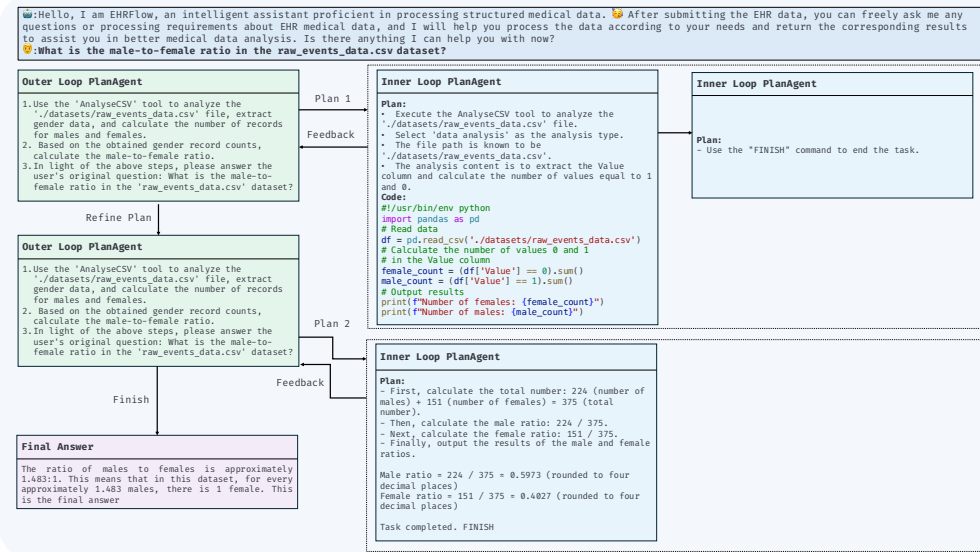 🤖:Hello, I am EHRFlow, an intelligent assistant proficient in processing structured medical data. 🥳 After submitting the EHR data, you can freely ask me any
questions or processing requirements about EHR medical data, and I will help you process the data according to your needs and return the corresponding results
to assist you in better medical data analysis. Is there anything I can help you with now?
:What is the male-to-female ratio in the raw_events_data.csv dataset?
Outer Loop PlanAgent
1.Use the 'AnalyseCSV' tool to analyze the
'./datasets/raw_events_data.csv' file, extract
gender data, and calculate the number of records
for males and females.
2. Based on the obtained gender record counts,
calculate the male-to-female ratio.
3.In light of the above steps, please answer the
user's original question: What is the male-to-
female ratio in the 'raw_events_data.csv' dataset?
Plan 1
Feedback
Inner Loop PlanAgent
Plan:
• Execute the AnalyseCSV tool to analyze the
'./datasets/raw_events_data.csv' file.
• Select 'data analysis' as the analysis type.
• The file path is known to be
'./datasets/raw_events_data.csv'.
• The analysis content is to extract the Value
column and calculate the number of values equal to 1
and 0.
Code:
#!/usr/bin/env python
import pandas as pd
# Read data
df = pd.read_csv('./datasets/raw_events_data.csv')
# Calculate the number of values 0 and 1
# in the Value column
female_count = (df['Value'] == 0).sum()
male_count = (df['Value'] == 1).sum()
# Output results
print(f"Number of females: {female_count}")
print(f"Number of males: {male_count}")
Inner Loop PlanAgent
Plan:
- Use the "FINISH" command to end the task.
Refine Plan
Outer Loop PlanAgent
1.Use the 'AnalyseCSV' tool to analyze the
'./datasets/raw_events_data.csv' file, extract
gender data, and calculate the number of records
for males and females.
2. Based on the obtained gender record counts,
calculate the male-to-female ratio.
3.In light of the above steps, please answer the
user's original question: What is the male-to-
female ratio in the 'raw_events_data.csv' dataset?
Plan 2
Feedback
Inner Loop PlanAgent
Plan:
- First, calculate the total number: 224 (number of
males) + 151 (number of females) = 375 (total
number).
- Then, calculate the male ratio: 224 / 375.
- Next, calculate the female ratio: 151 / 375.
- Finally, output the results of the male and female
ratios.
Male ratio = 224 / 375 = 0.5973 (rounded to four
decimal places)
Female ratio = 151 / 375 = 0.4027 (rounded to four
decimal places)
Task completed. FINISH
Finish
Final Answer
The ratio of males to females is approximately
1.483:1. This means that in this dataset, for every
approximately 1.483 males, there is 1 female. This
is the final answer